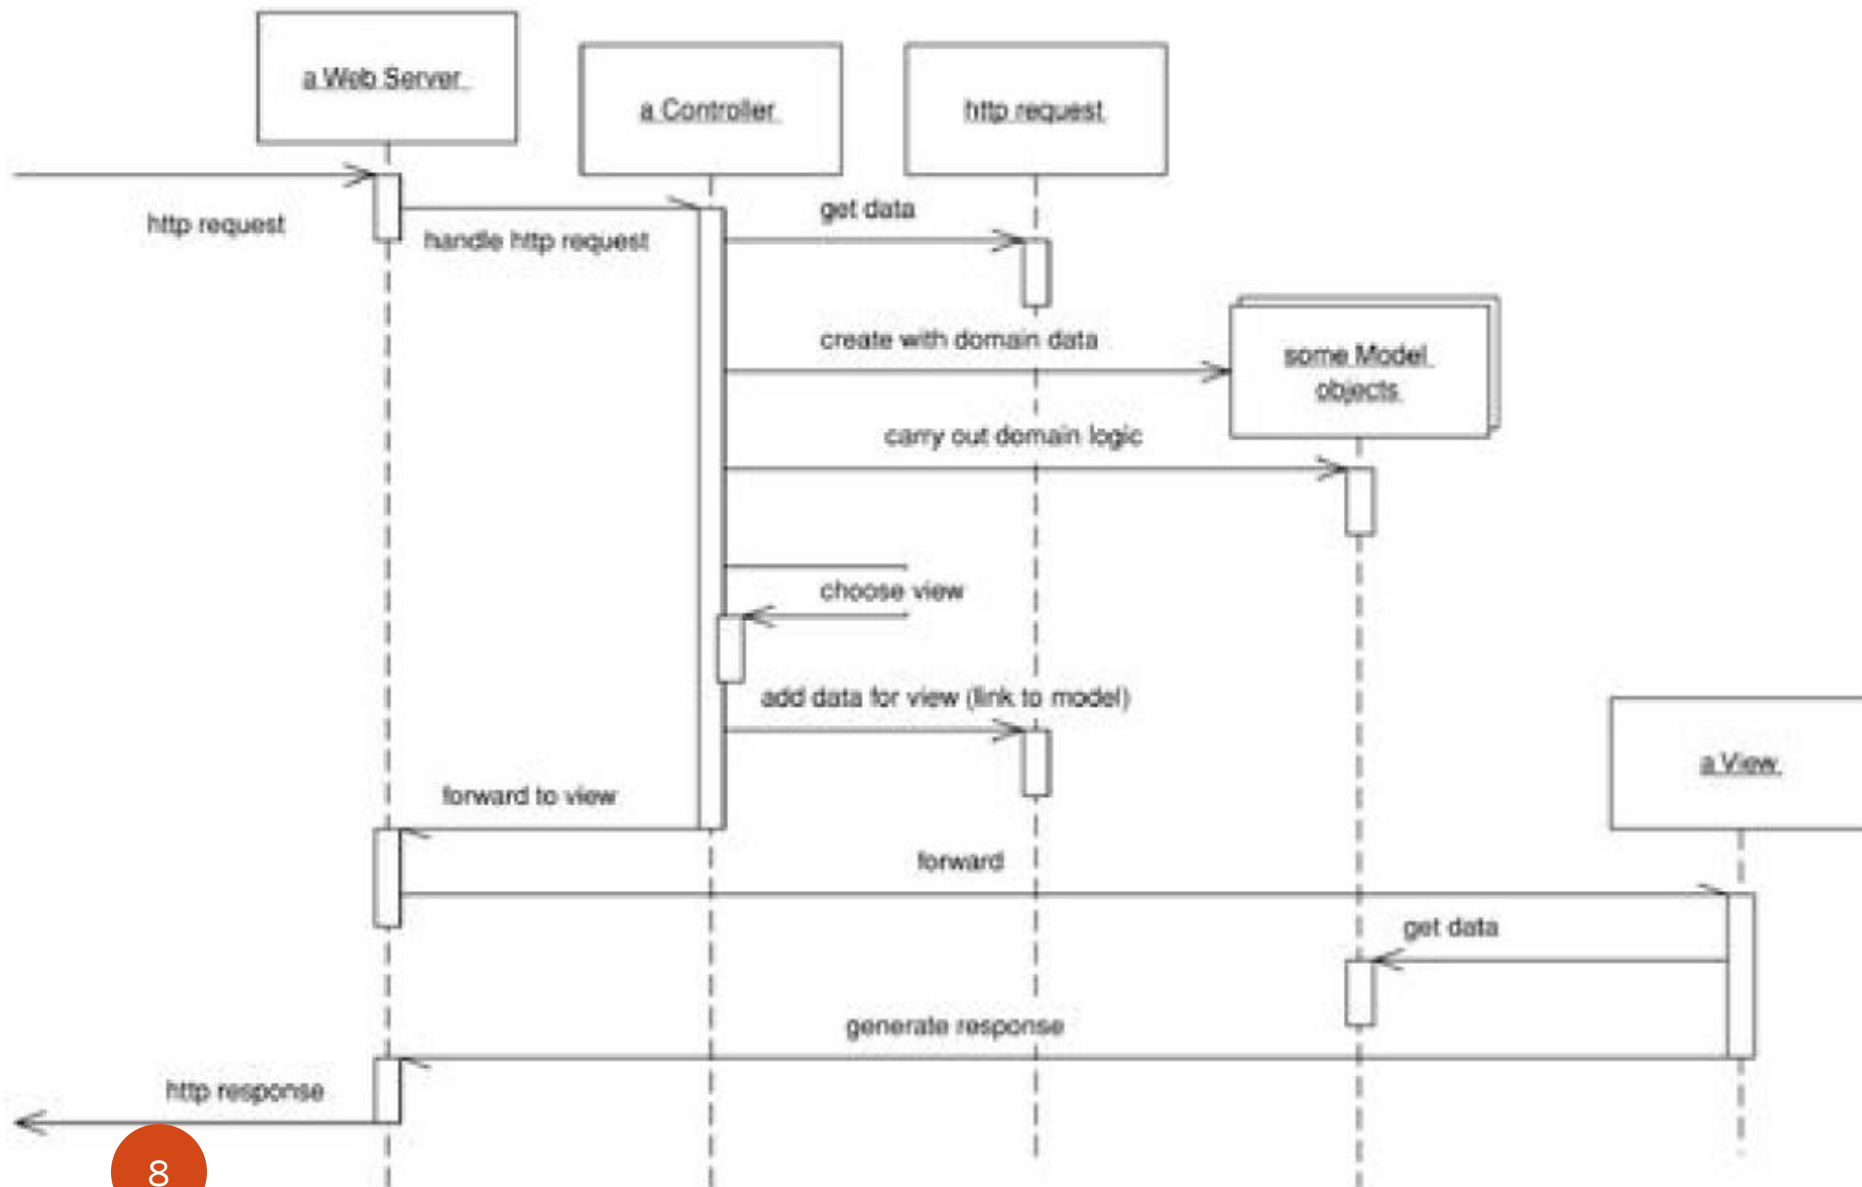 a Web Server
a Controller
http request
http request
handle http request
get data
create with domain data
some Model
objects
carry out domain logic
choose view
add data for view (link to model)
a View
forward to view
forward
get data
generate response
http response
8